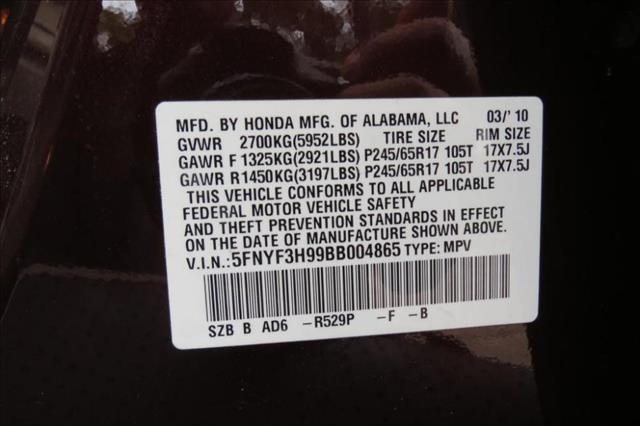 MFD. BY HONDA MFG. OF ALABAMA, LLC 03/'10
GVWR 2700KG(5952LBS) TIRE SIZE RIM SIZE
GAWR F 1325KG(2921LBS) P245/65R17 105T 17X7.5J
GAWR R 1450KG(3197LBS) P245/65R17 105T 17X7.5J
THIS VEHICLE CONFORMS TO ALL APPLICABLE
FEDERAL MOTOR VEHICLE SAFETY
AND THEFT PREVENTION STANDARDS IN EFFECT
ON THE DATE OF MANUFACTURE SHOWN ABOVE.
V.I.N.: 5FNYF3H99BB004865 TYPE: MPV
SZB B AD6 -R529P -F -B